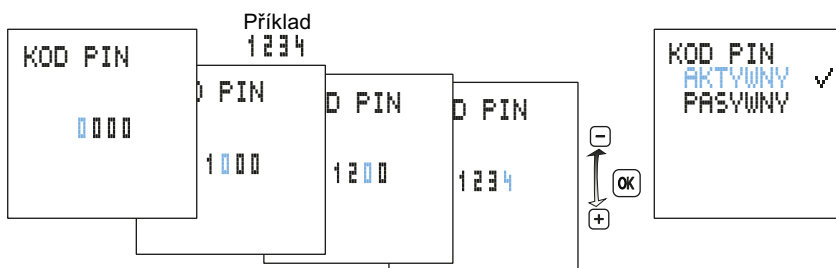 Příklad
1234
KOD PIN
0000
PIN
1000
D PIN
1200
D PIN
1234
−
OK
+
KOD PIN
AKTYWNY ✓
PASYWNY